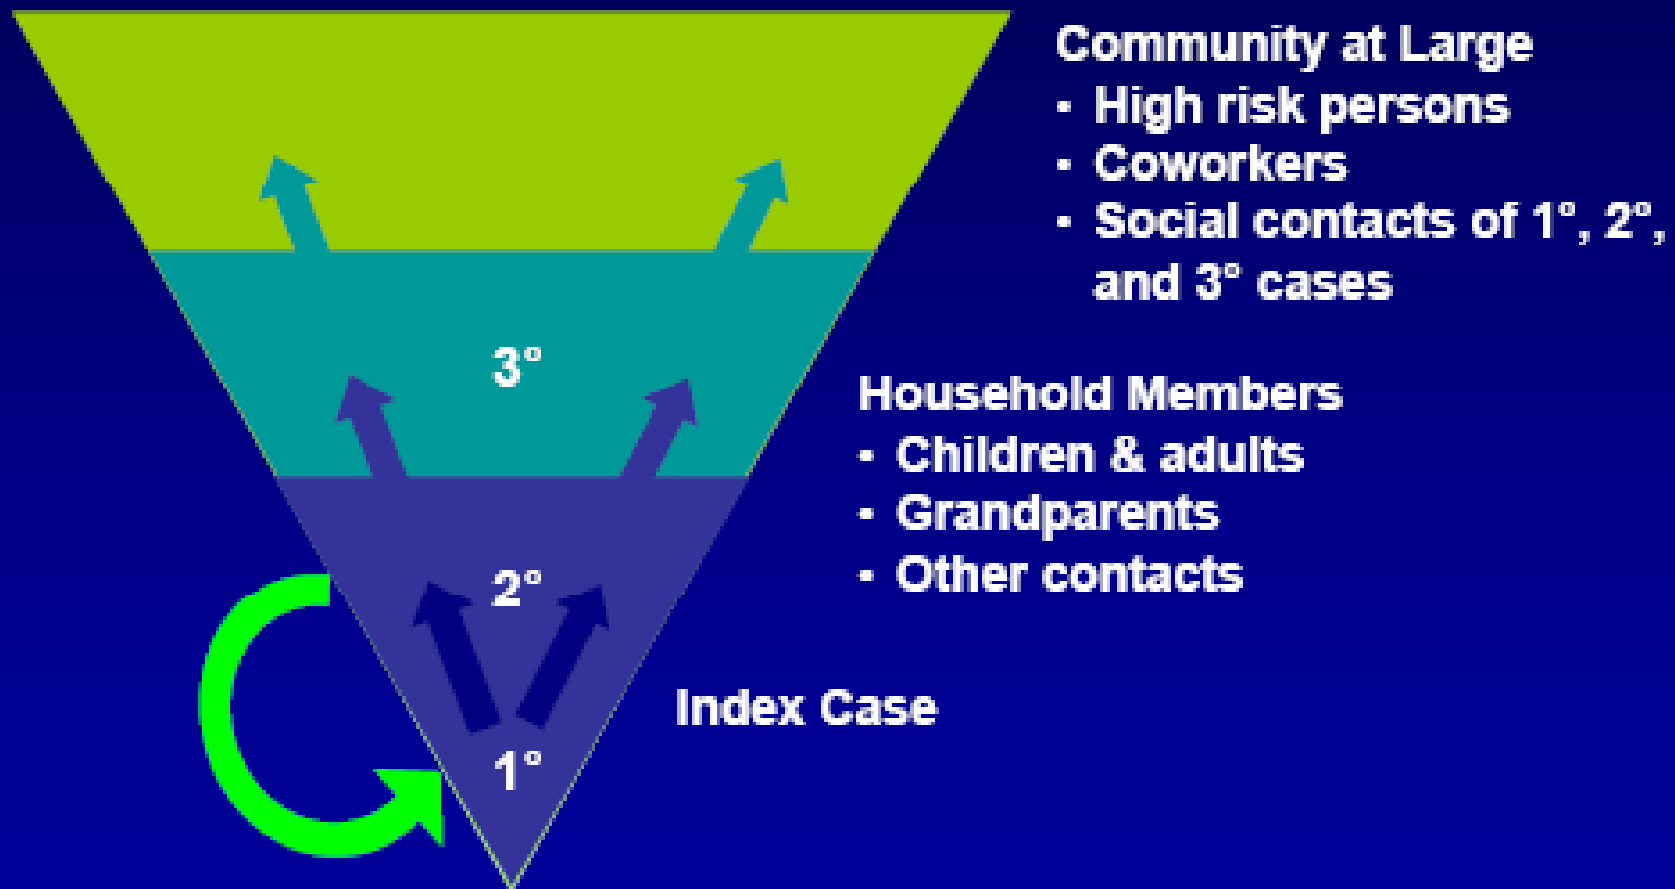 Community at Large
• High risk persons
• Coworkers
• Social contacts of 1°, 2°,
and 3° cases
3°
Household Members
• Children & adults
• Grandparents
• Other contacts
2°
Index Case
1°